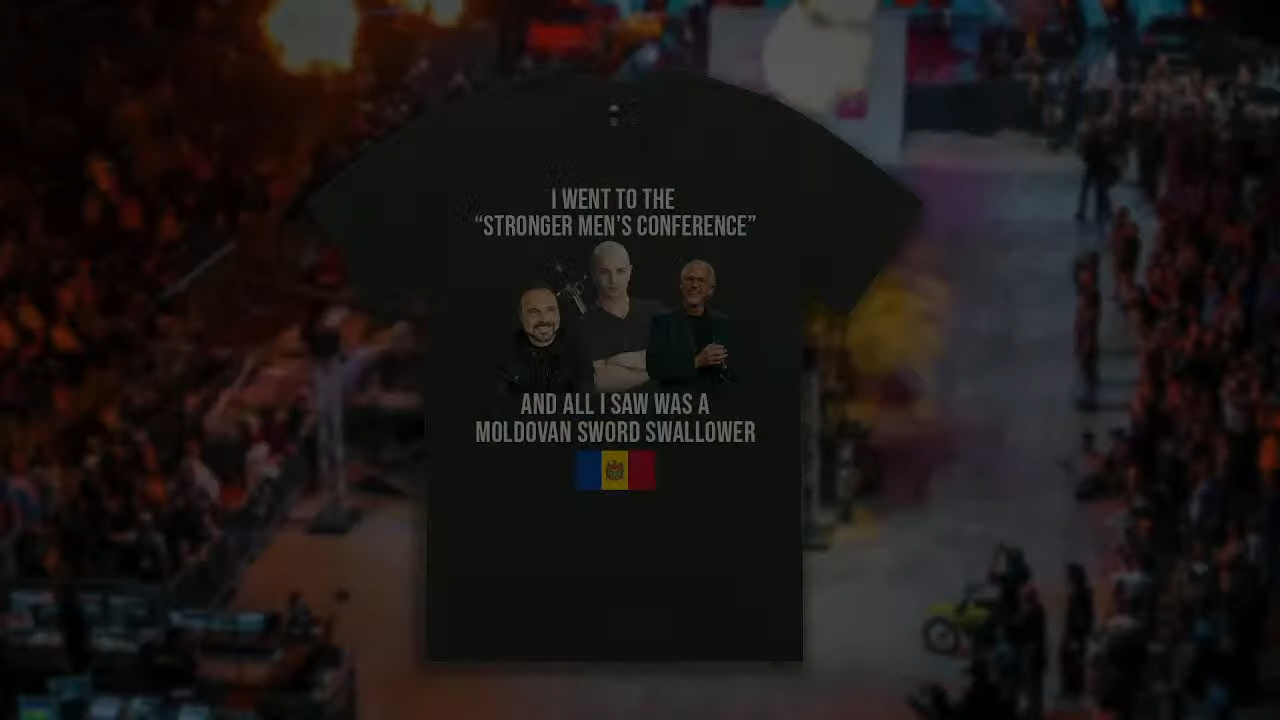 I WENT TO THE
“STRONGER MEN’S CONFERENCE”
AND ALL I SAW WAS A
MOLDOVAN SWORD SWALLOWER